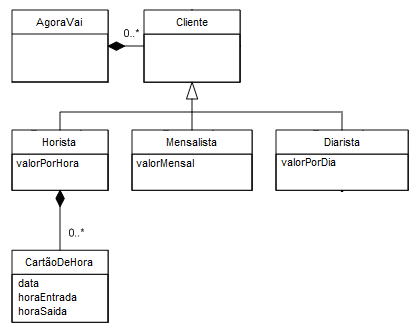 AgoraVai
Cliente
0..*
Horista
valorPorHora
Mensalista
valorMensal
Diarista
valorPorDia
0..*
CartãoDeHora
data
horaEntrada
horaSaida